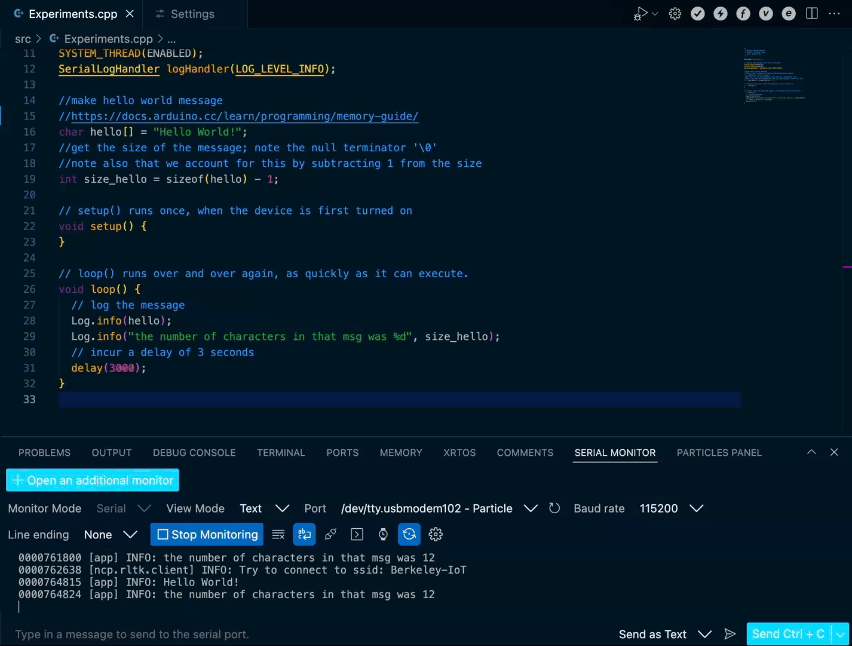 Experiments.cpp
Settings
src > Experiments.cpp > ...
11 SYSTEM_THREAD(ENABLED);
12 SerialLogHandler logHandler(LOG_LEVEL_INFO);
13
14 //make hello world message
15 //https://docs.arduino.cc/learn/programming/memory-guide/
16 char hello[] = "Hello World!";
17 //get the size of the message; note the null terminator '\0'
18 //note also that we account for this by subtracting 1 from the size
19 int size_hello = sizeof(hello) - 1;
20
21 // setup() runs once, when the device is first turned on
22 void setup() {
23 }
24
25 // loop() runs over and over again, as quickly as it can execute.
26 void loop() {
27 // log the message
28 Log.info(hello);
29 Log.info("the number of characters in that msg was %d", size_hello);
30 // incur a delay of 3 seconds
31 delay(3000);
32 }
33
PROBLEMS OUTPUT DEBUG CONSOLE TERMINAL PORTS MEMORY XRTOS COMMENTS SERIAL MONITOR PARTICLES PANEL
+ Open an additional monitor
Monitor Mode Serial View Mode Text Port /dev/tty.usbmodem102 - Particle Baud rate 115200
Line ending None Stop Monitoring
0000761800 [app] INFO: the number of characters in that msg was 12
0000762638 [ncp.rltk.client] INFO: Try to connect to ssid: Berkeley-IoT
0000764815 [app] INFO: Hello World!
0000764824 [app] INFO: the number of characters in that msg was 12
Type in a message to send to the serial port. Send as Text Send Ctrl + C